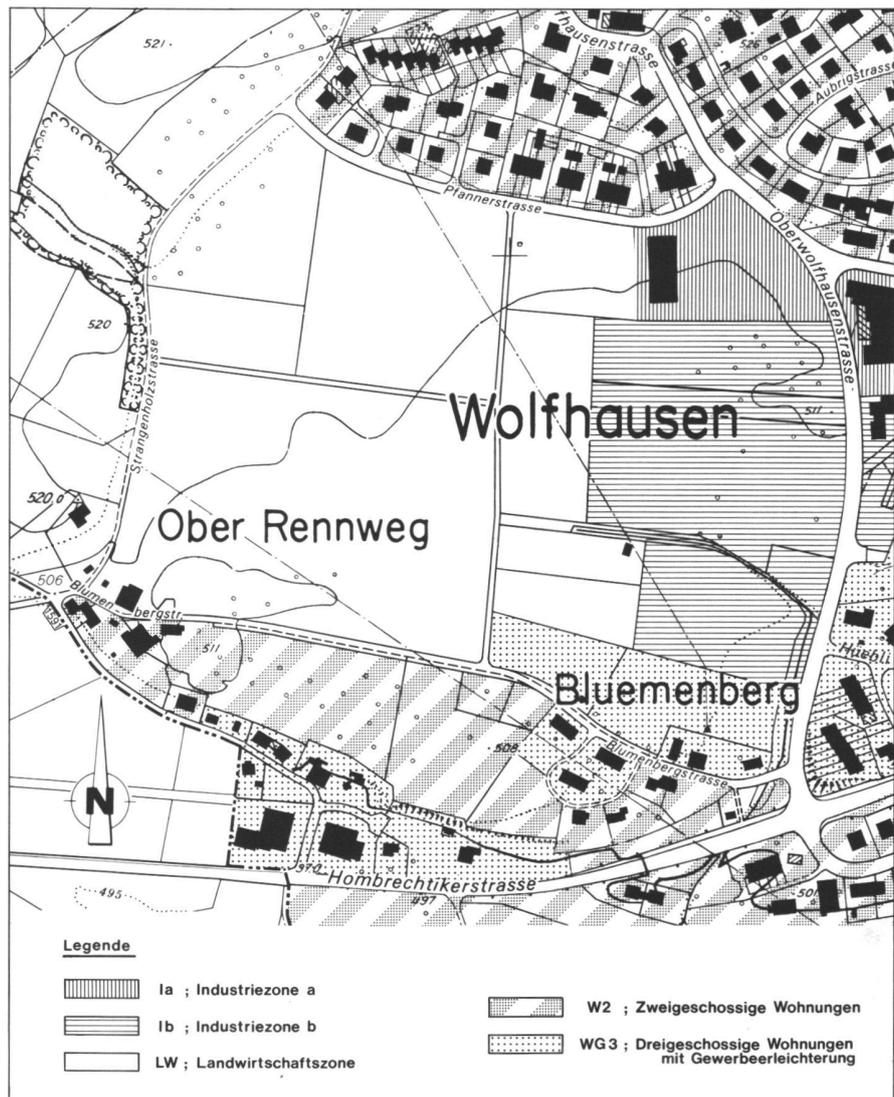 521
fhausenstrasse
526
Aubrigstrasse
Pfannerstrasse
Oberwolfhausenstrasse
520
Strangenholzstrasse
Wolfhausen
511
520,0
Ober Rennweg
506
Blumen-bergstr.
591
511
Huebli
Bluemenberg
508
Blumenbergstrasse
N
Hombrechtikerstrasse
495
497
501
Legende
Ia ; Industriezone a
Ib ; Industriezone b
LW ; Landwirtschaftszone
W2 ; Zweigeschossige Wohnungen
WG3 ; Dreigeschossige Wohnungen
mit Gewerbeerleichterung